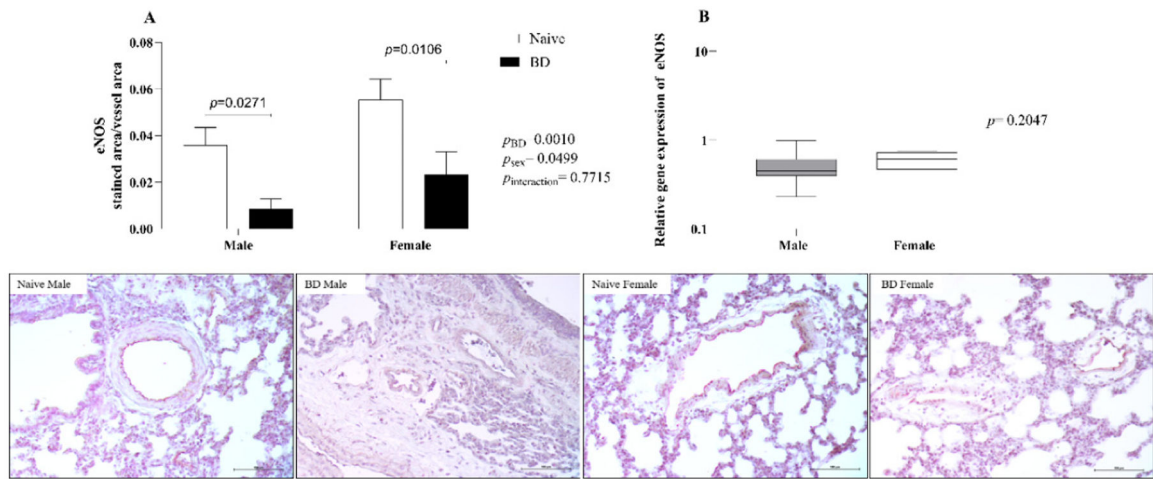 A
0.08
0.06
0.04
0.02
0.00
eNOS
stained area/vessel area
p=0.0271
p=0.0106
Male
Female
Naive
BD
pBD 0.0010
psex= 0.0499
pinteraction= 0.7715
B
Relative gene expression of eNOS
10
1
0.1
p= 0.2047
Male
Female
Naive Male
BD Male
Naive Female
BD Female